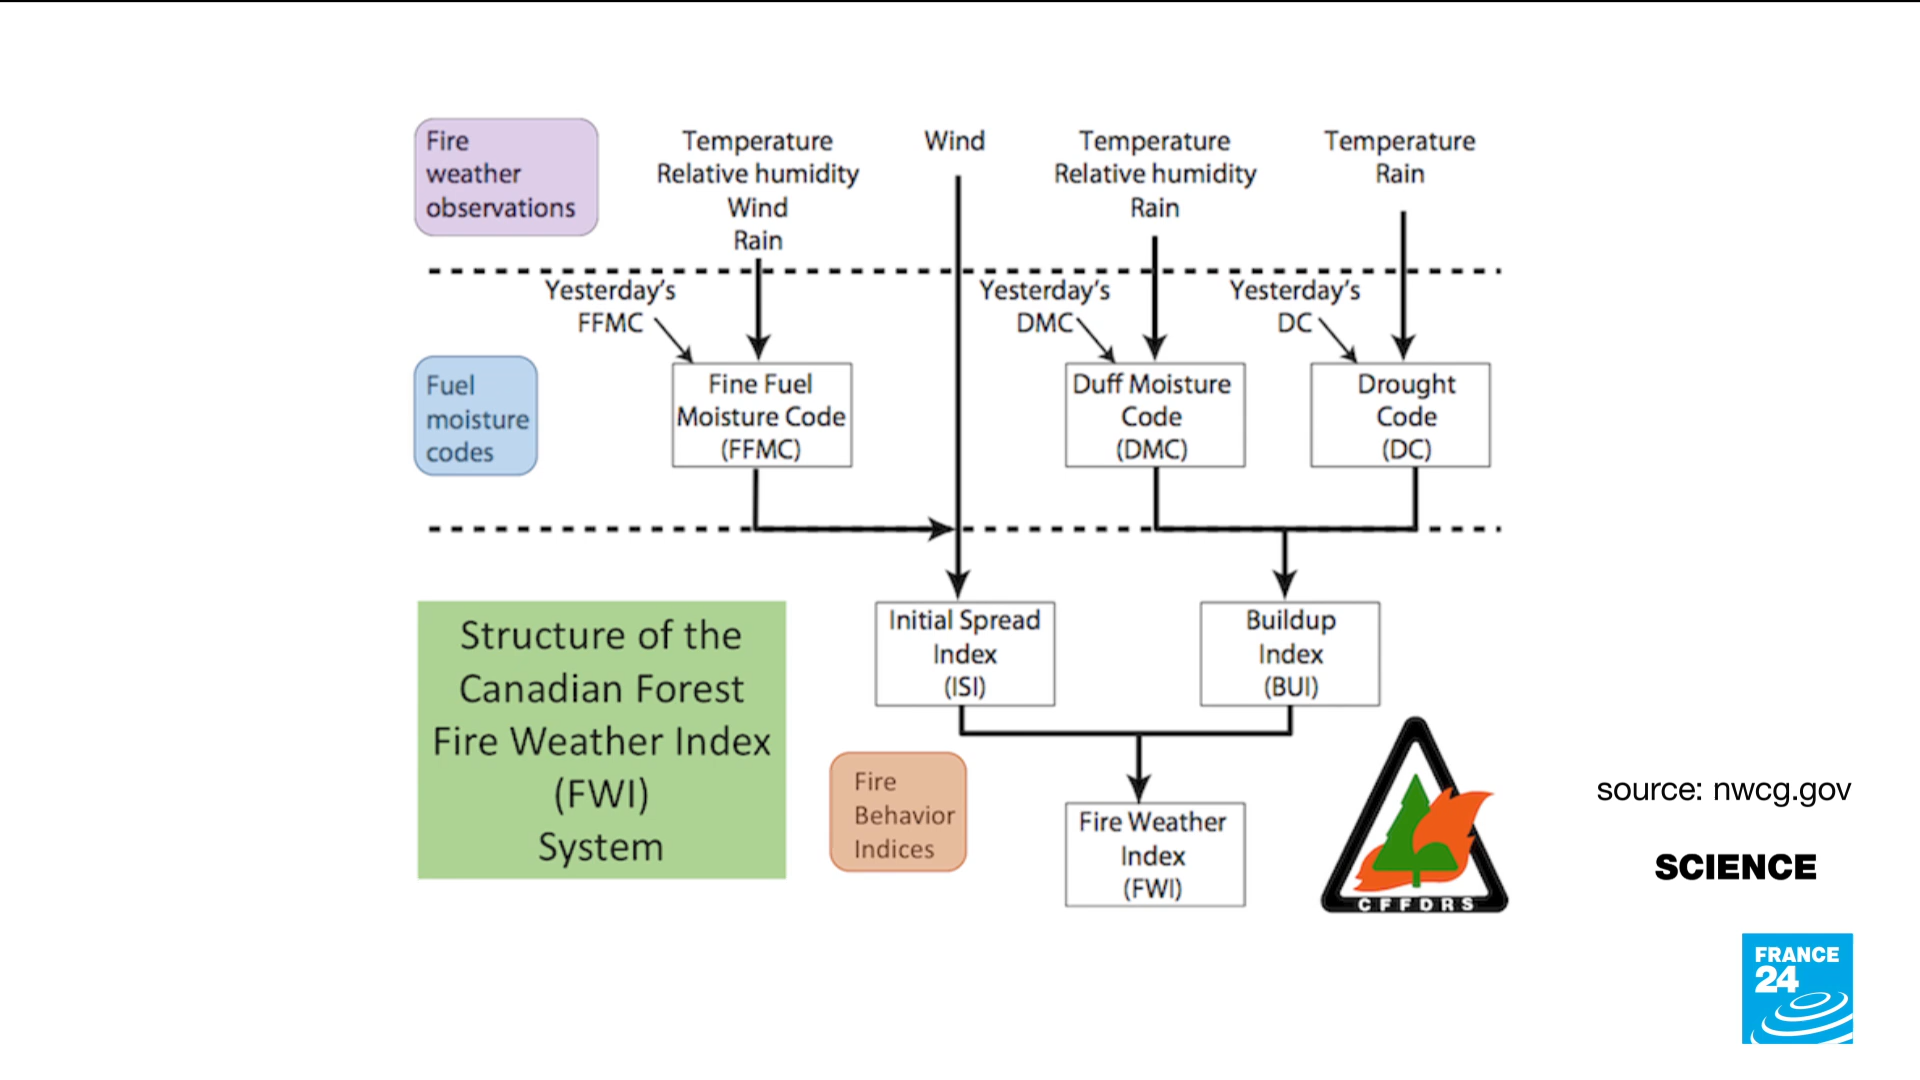 Fire
weather
observations
Temperature
Relative humidity
Wind
Rain
Wind
Temperature
Relative humidity
Rain
Temperature
Rain
Yesterday's
FFMC
Yesterday's
DMC
Yesterday's
DC
Fuel
moisture
codes
Fine Fuel
Moisture Code
(FFMC)
Duff Moisture
Code
(DMC)
Drought
Code
(DC)
Structure of the
Canadian Forest
Fire Weather Index
(FWI)
System
Initial Spread
Index
(ISI)
Buildup
Index
(BUI)
Fire
Behavior
Indices
Fire Weather
Index
(FWI)
CFFDRS
source: nwcg.gov
SCIENCE
FRANCE
24